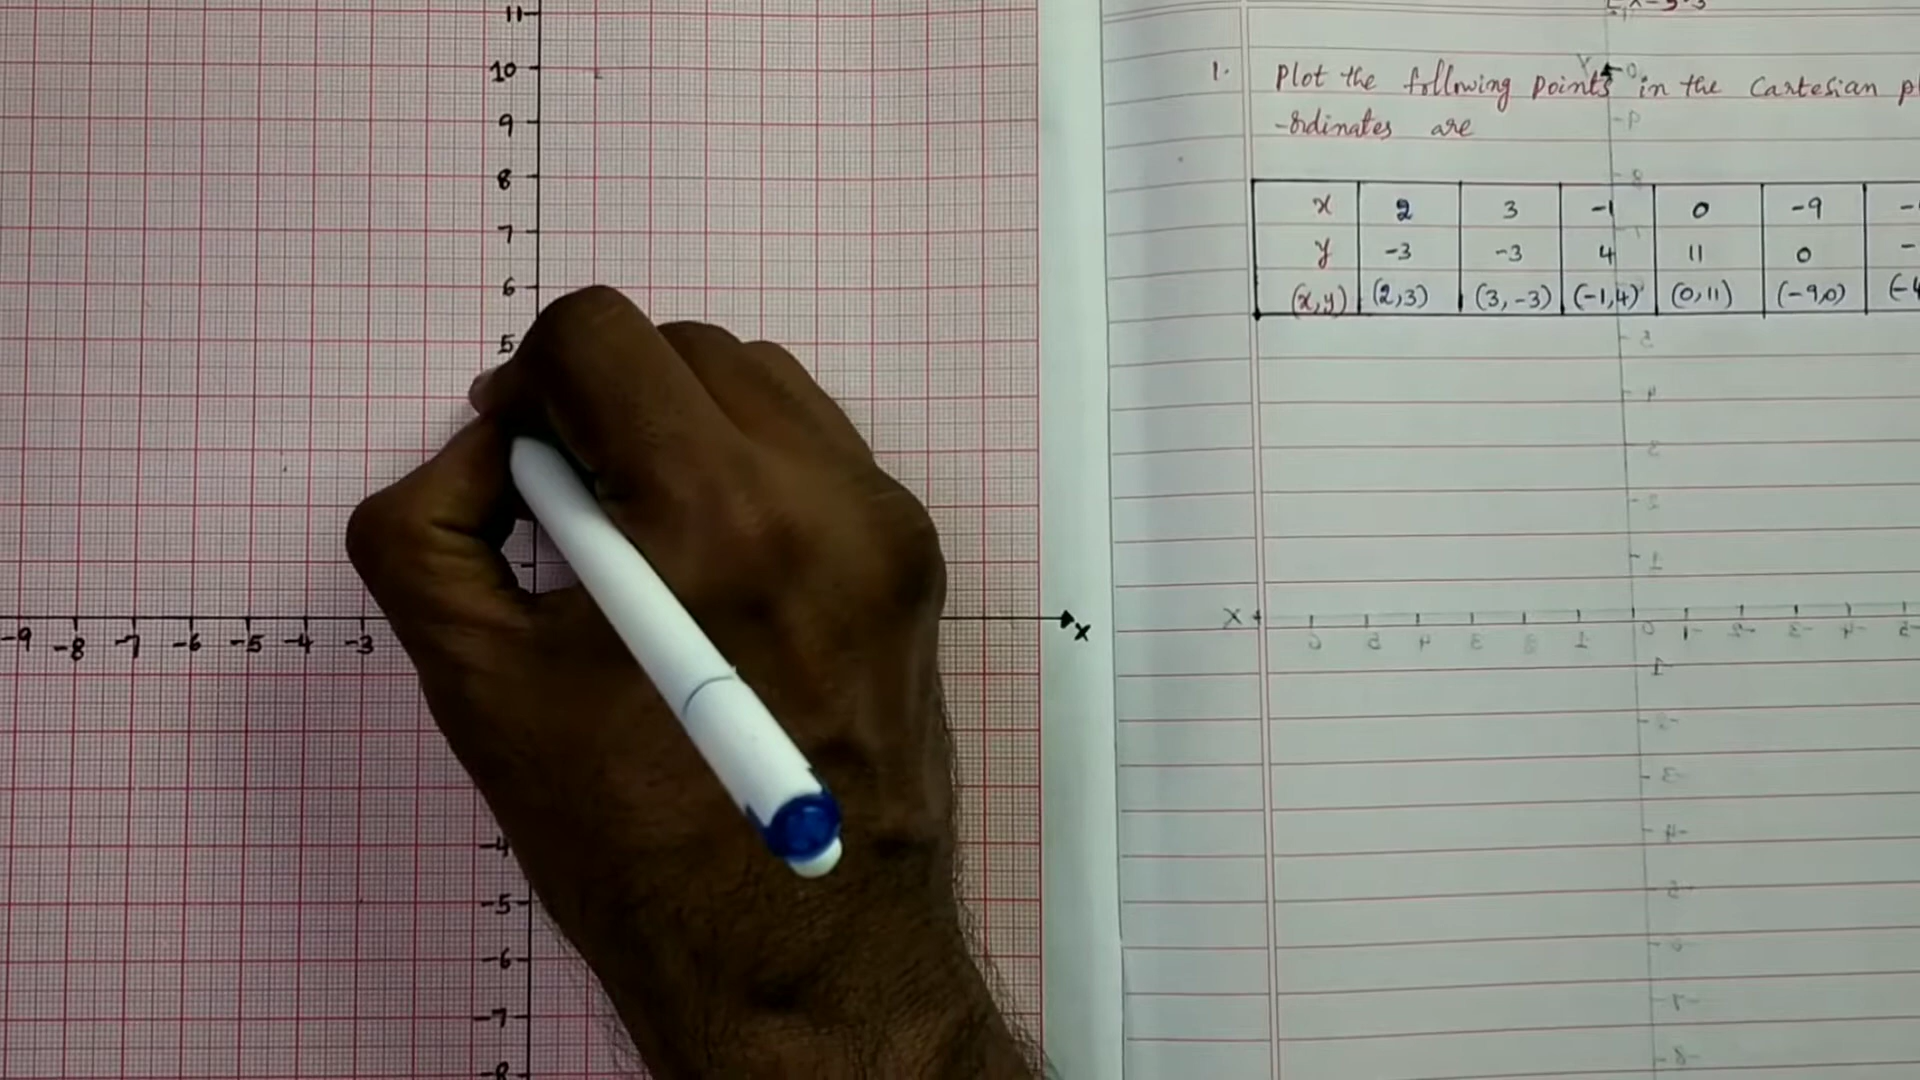 11
10
9
8
7
6
5
-9 -8 -7 -6 -5 -4 -3
x
-4
-5
-6
-7
-8
1. Plot the following points in the Cartesian
-ordinates are
x 2 3 -1 0 -9
y -3 -3 4 11 0
(x,y) (2,3) (3,-3) (-1,4) (0,11) (-9,0)